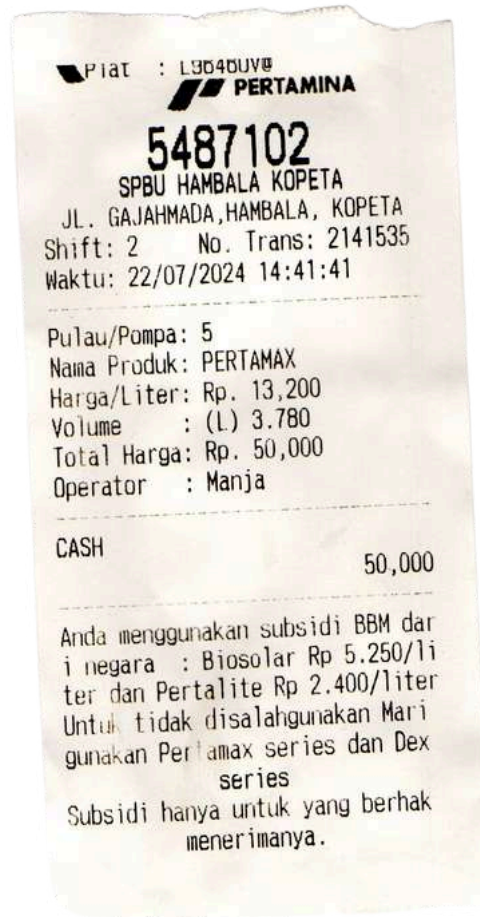 Plat :
PERTAMINA
5487102
SPBU HAMBALA KOPETA
JL. GAJAHMADA,HAMBALA, KOPETA
Shift: 2 No. Trans: 2141535
Waktu: 22/07/2024 14:41:41
Pulau/Pompa: 5
Nama Produk: PERTAMAX
Harga/Liter: Rp. 13,200
Volume : (L) 3.780
Total Harga: Rp. 50,000
Operator : Manja
CASH
50,000
Anda menggunakan subsidi BBM dar
i negara : Biosolar Rp 5.250/li
ter dan Pertalite Rp 2.400/liter
Untuk tidak disalahgunakan Mari
gunakan Pertamax series dan Dex
series
Subsidi hanya untuk yang berhak
menerimanya.